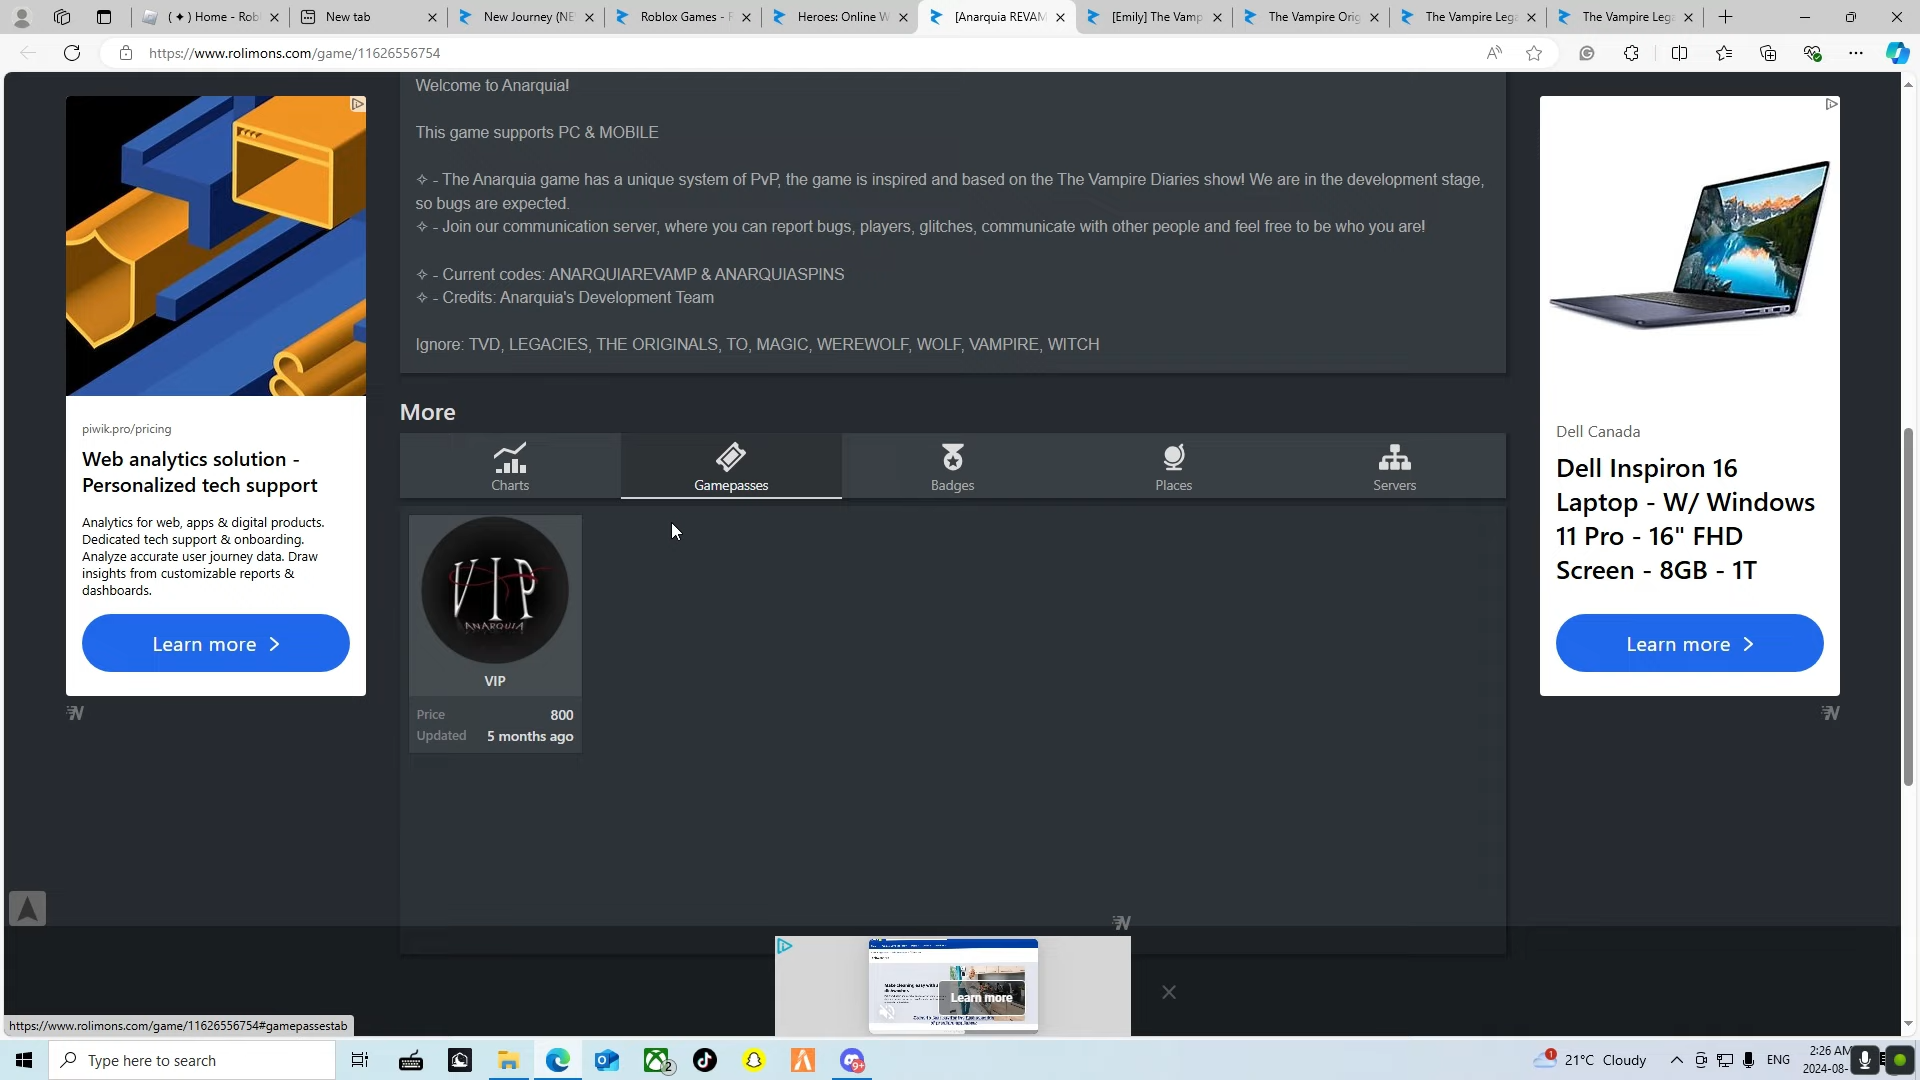 ( ✦ ) Home - Rob
New tab
New Journey (NE
Roblox Games - F
Heroes: Online W
[Anarquia REVAM
[Emily] The Vamp
The Vampire Orig
The Vampire Lega
The Vampire Lega
https://www.rolimons.com/game/11626556754
Welcome to Anarquia!
This game supports PC & MOBILE
✧ - The Anarquia game has a unique system of PvP, the game is inspired and based on the The Vampire Diaries show! We are in the development stage,
so bugs are expected.
✧ - Join our communication server, where you can report bugs, players, glitches, communicate with other people and feel free to be who you are!
✧ - Current codes: ANARQUIAREVAMP & ANARQUIASPINS
✧ - Credits: Anarquia's Development Team
Ignore: TVD, LEGACIES, THE ORIGINALS, TO, MAGIC, WEREWOLF, WOLF, VAMPIRE, WITCH
More
Charts
Gamepasses
Badges
Places
Servers
VIP
ANARQUIA
VIP
Price 800
Updated 5 months ago
piwik.pro/pricing
Web analytics solution -
Personalized tech support
Analytics for web, apps & digital products.
Dedicated tech support & onboarding.
Analyze accurate user journey data. Draw
insights from customizable reports &
dashboards.
Learn more >
Dell Canada
Dell Inspiron 16
Laptop - W/ Windows
11 Pro - 16" FHD
Screen - 8GB - 1T
Learn more >
Make cleaning easy with
Learn more
https://www.rolimons.com/game/11626556754#gamepassestab
Type here to search
2
9+
1
21°C Cloudy
ENG
2:26 AM
2024-08-